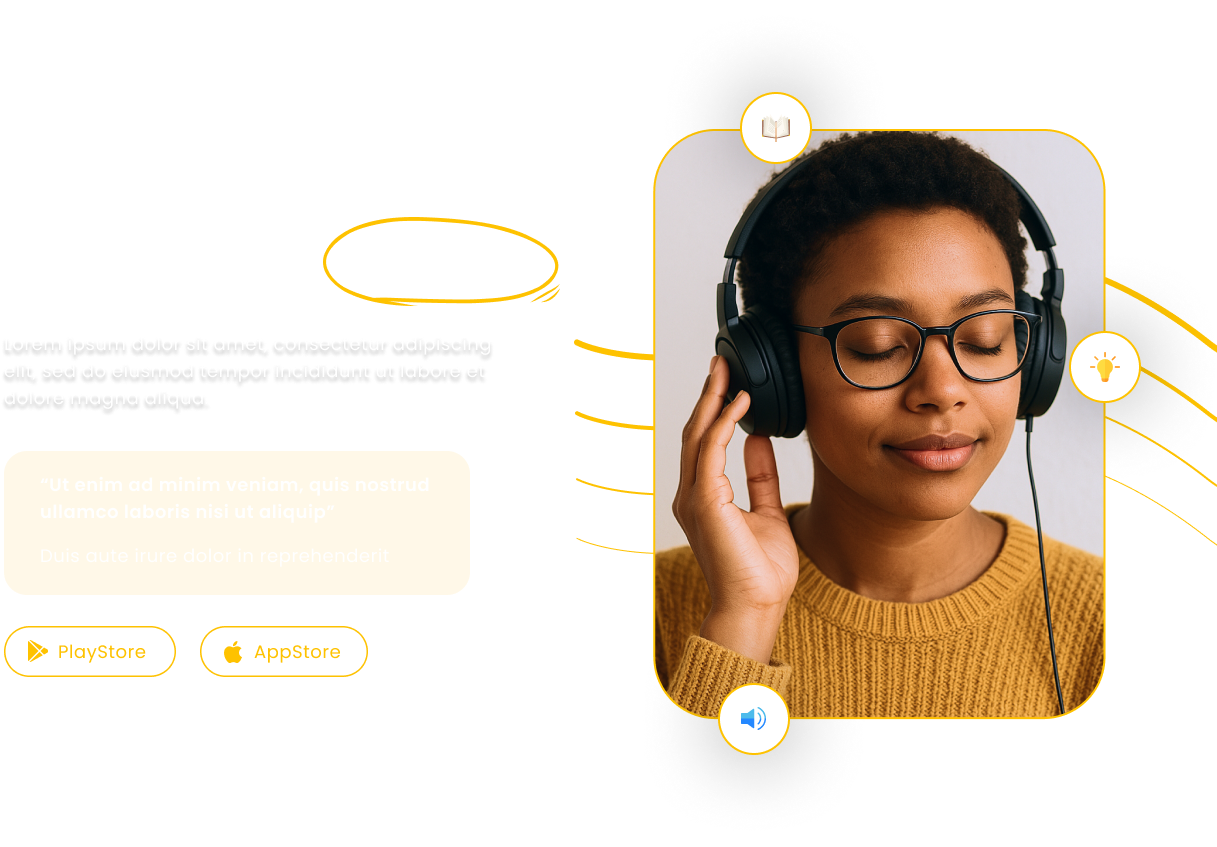 Lorem ipsum dolor sit amet, consectetur adipiscing
elit, sed do eiusmod tempor incididunt ut labore et
dolore magna aliqua.
"Ut enim ad minim veniam, quis nostrud
ullamco laboris nisi ut aliquip"
Duis aute irure dolor in reprehenderit
PlayStore
AppStore